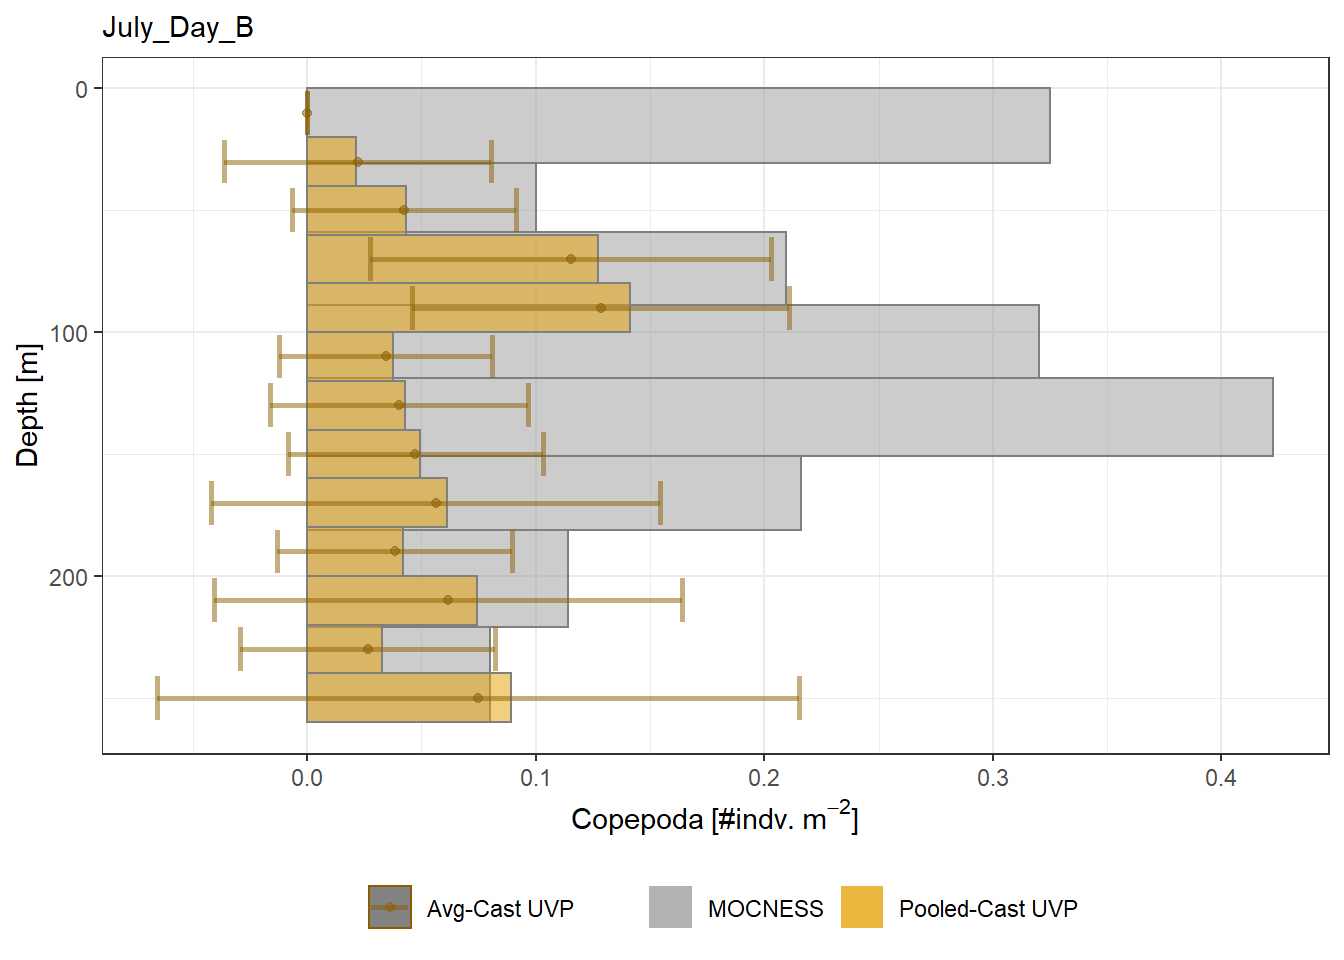 July_Day_B
0
100
200
Depth [m]
0.0 0.1 0.2 0.3 0.4
Copepoda [#indv. m⁻²]
Avg-Cast UVP MOCNESS Pooled-Cast UVP